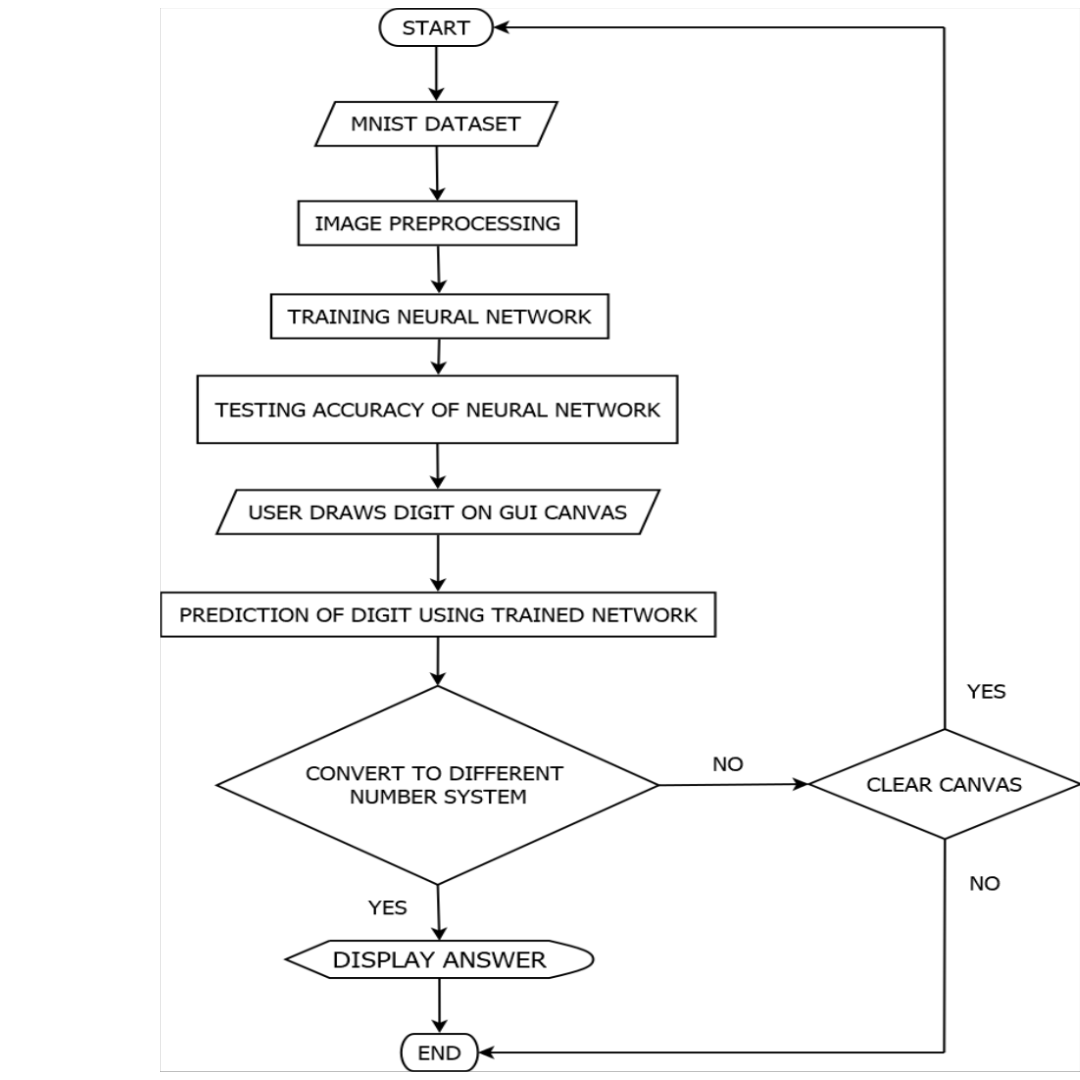 START
MNIST DATASET
IMAGE PREPROCESSING
TRAINING NEURAL NETWORK
TESTING ACCURACY OF NEURAL NETWORK
USER DRAWS DIGIT ON GUI CANVAS
PREDICTION OF DIGIT USING TRAINED NETWORK
CONVERT TO DIFFERENT
NUMBER SYSTEM
NO
CLEAR CANVAS
YES
NO
YES
DISPLAY ANSWER
END